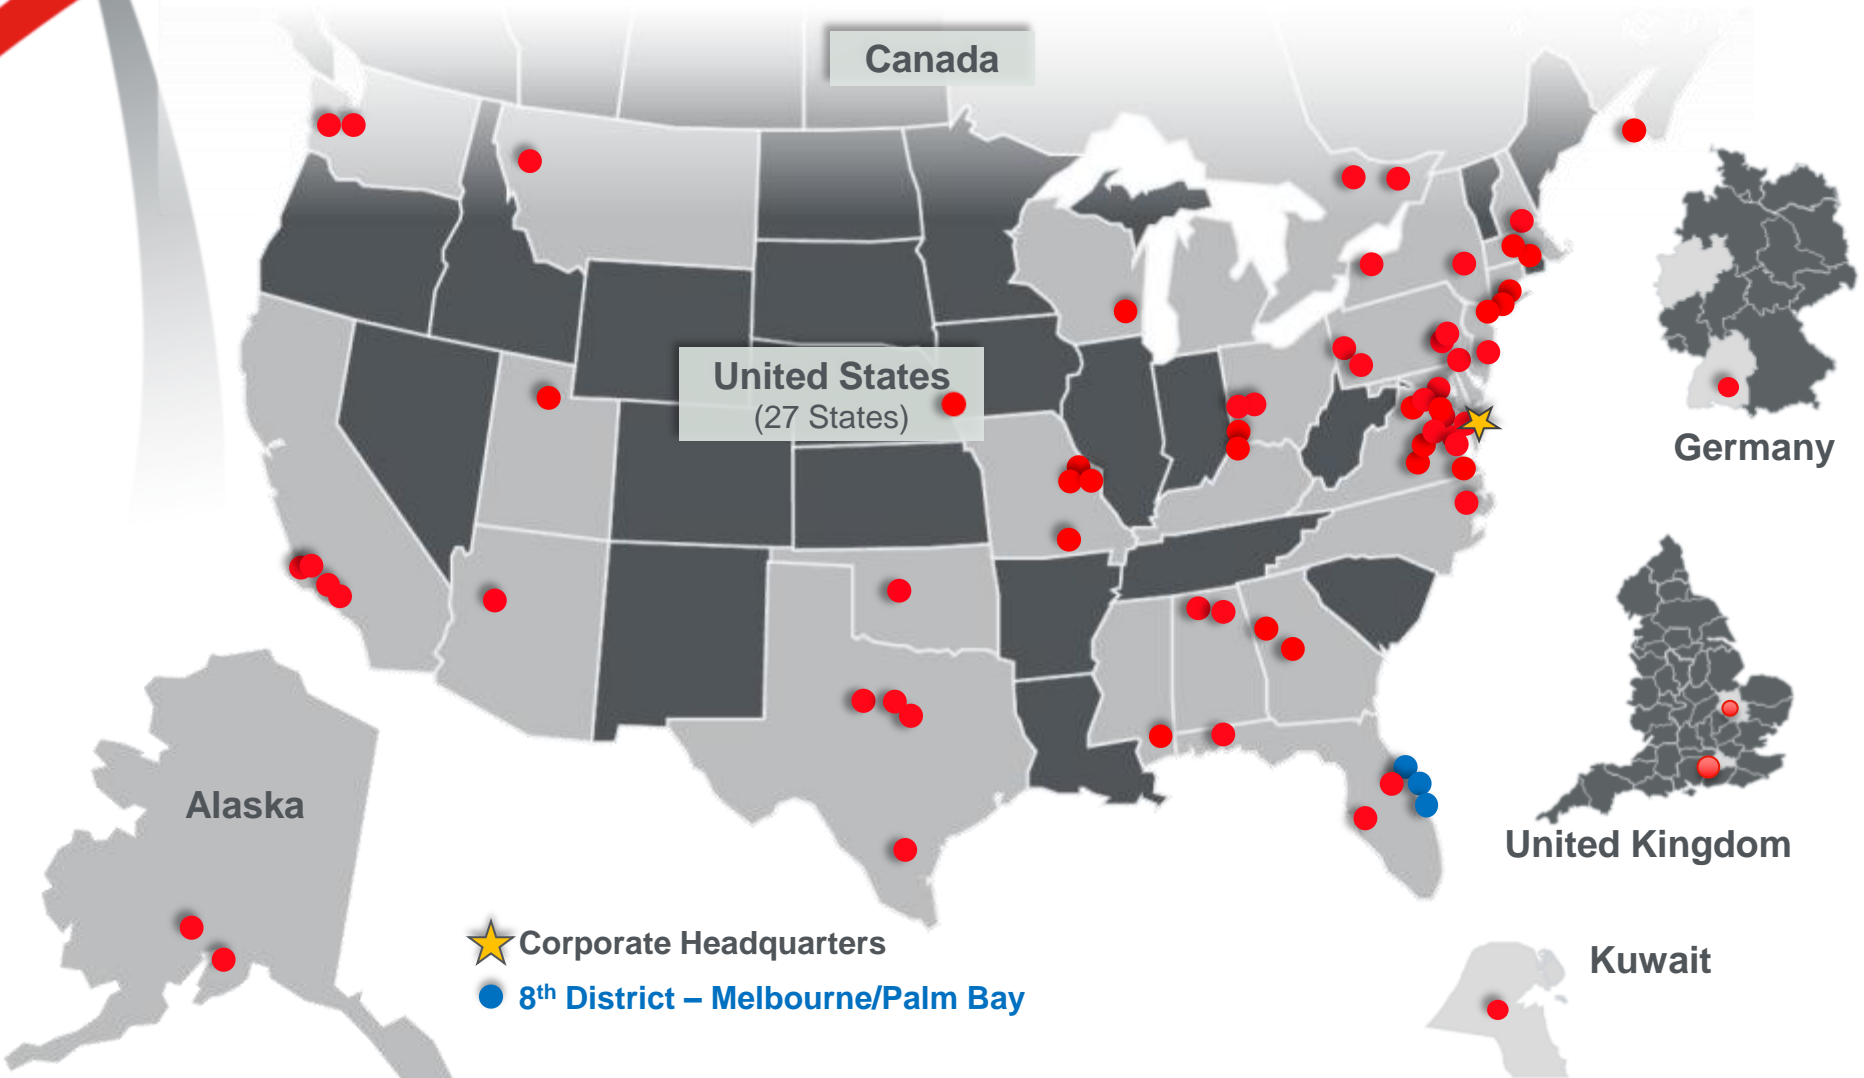 Canada
United States
(27 States)
Germany
Alaska
United Kingdom
Corporate Headquarters
Kuwait
8th District – Melbourne/Palm Bay